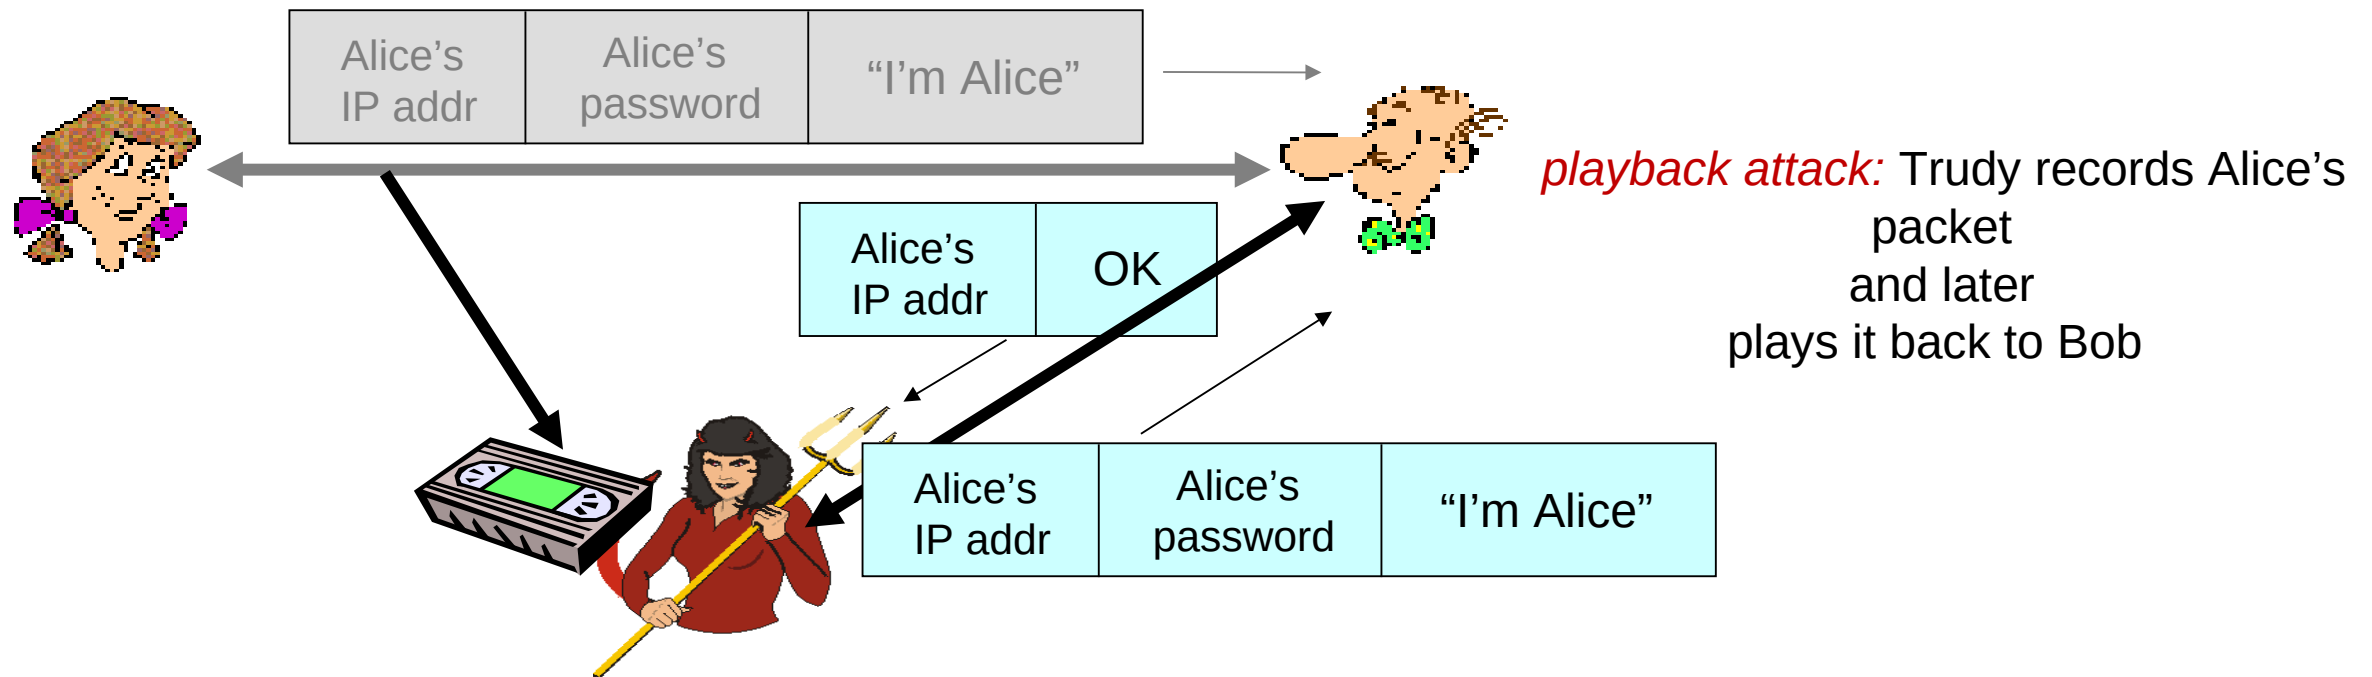 Alice’s
IP addr
Alice’s
password
“I’m Alice”
Alice’s
IP addr
OK
playback attack: Trudy records Alice’s
packet
and later
plays it back to Bob
Alice’s
IP addr
Alice’s
password
“I’m Alice”